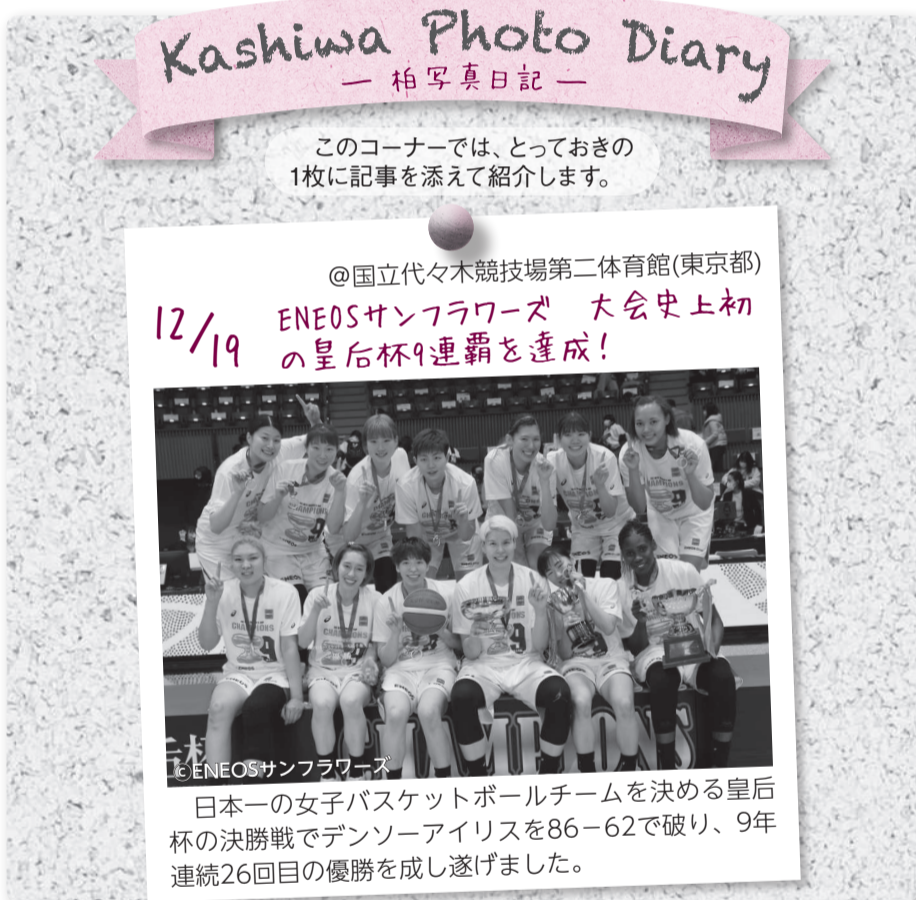 Kashiwa Photo Diary
― 柏写真日記 ―
このコーナーでは、とっておきの
1枚に記事を添えて紹介します。
@国立代々木競技場第二体育館(東京都)
12/19
ENEOSサンフラワーズ　大会史上初
の皇后杯9連覇を達成!
CHAMPIONS
©ENEOSサンフラワーズ
日本一の女子バスケットボールチームを決める皇后
杯の決勝戦でデンソーアイリスを86－62で破り、9年
連続26回目の優勝を成し遂げました。